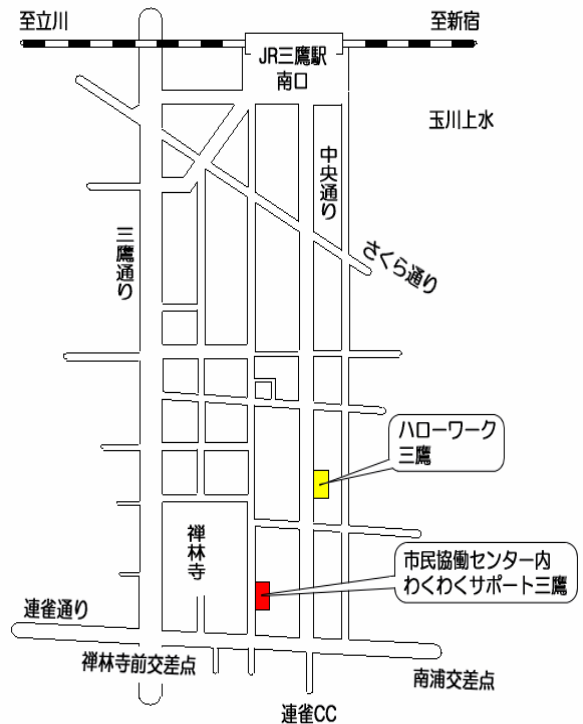 至立川
至新宿
JR三鷹駅
南口
玉川上水
中央通り
三鷹通り
さくら通り
ハローワーク
三鷹
禅林寺
市民協働センター内
わくわくサポート三鷹
連雀通り
禅林寺前交差点
南浦交差点
連雀CC